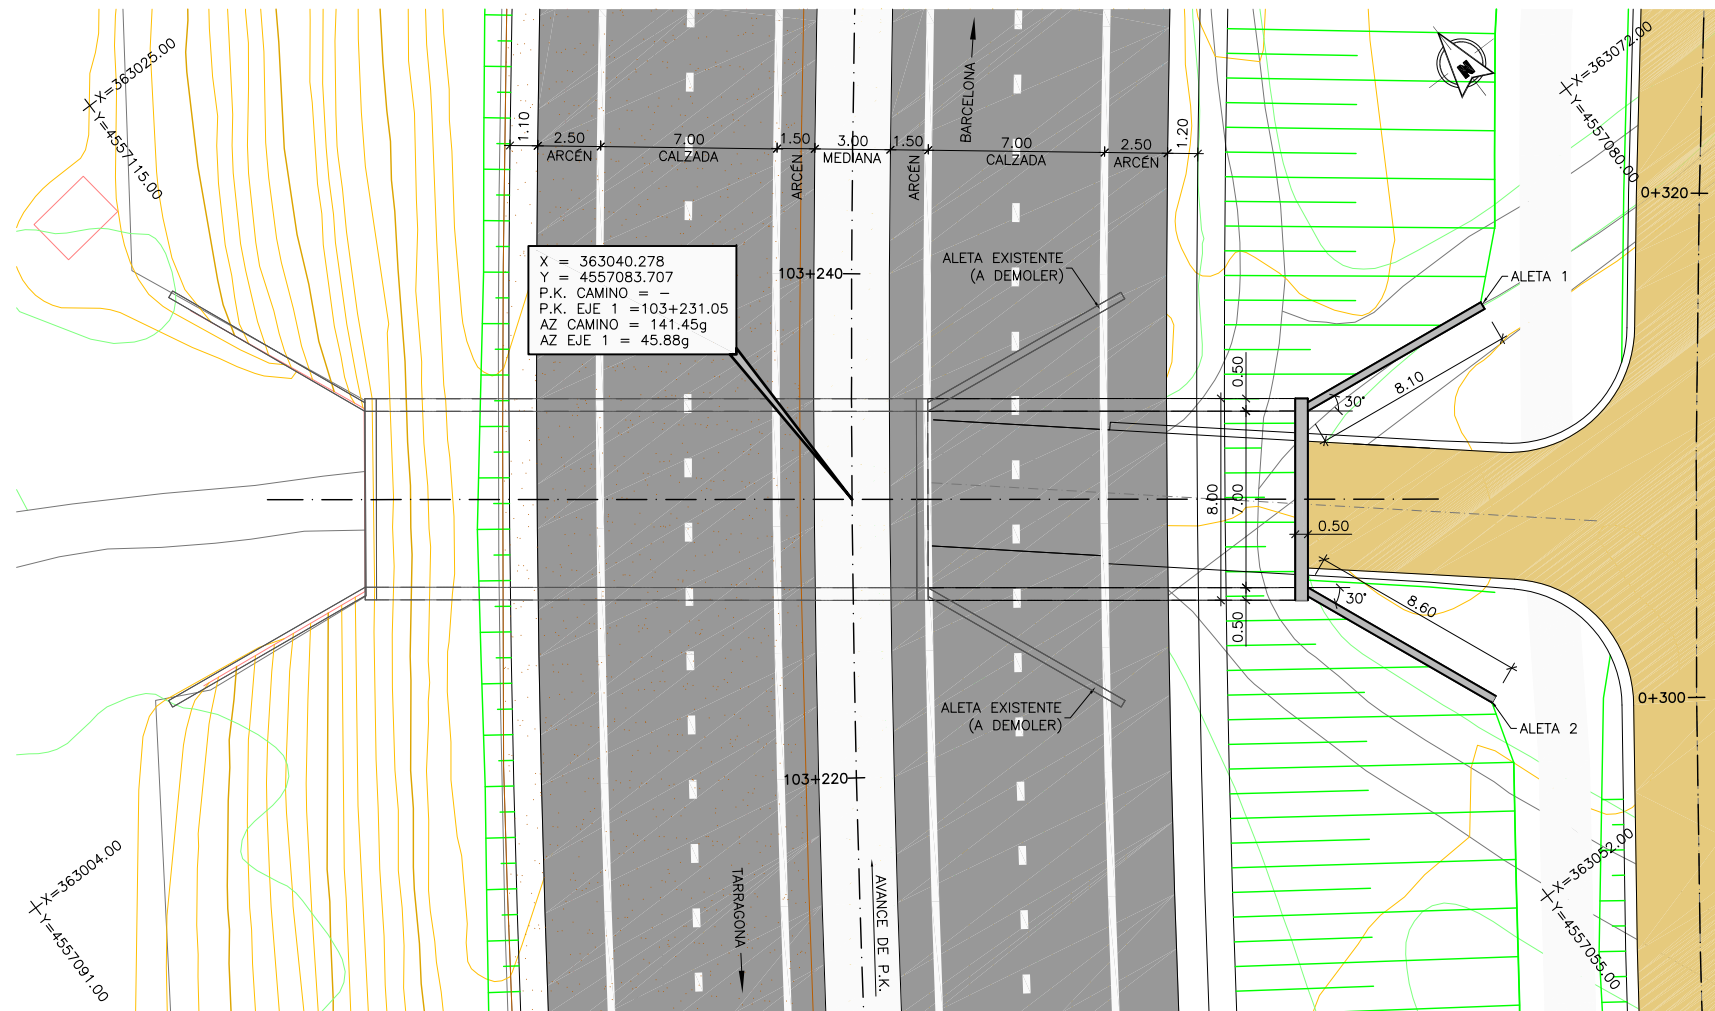 X=363025.00
Y=4557115.00
1.10
2.50
ARCÉN
7.00
CALZADA
1.50
ARCÉN
3.00
MEDIANA
1.50
ARCÉN
BARCELONA
7.00
CALZADA
2.50
ARCÉN
1.20
N
X=363072.00
Y=4557080.00
0+320
X = 363040.278
Y = 4557083.707
P.K. CAMINO = -
P.K. EJE 1 =103+231.05
AZ CAMINO = 141.45g
AZ EJE 1 = 45.88g
103+240
ALETA EXISTENTE
(A DEMOLER)
ALETA 1
8.10
30°
0.50
8.00
7.00
0.50
0.50
30°
8.60
ALETA 2
0+300
ALETA EXISTENTE
(A DEMOLER)
103+220
TARRAGONA
AVANCE DE P.K.
X=363004.00
Y=4557091.00
X=363052.00
Y=4557055.00